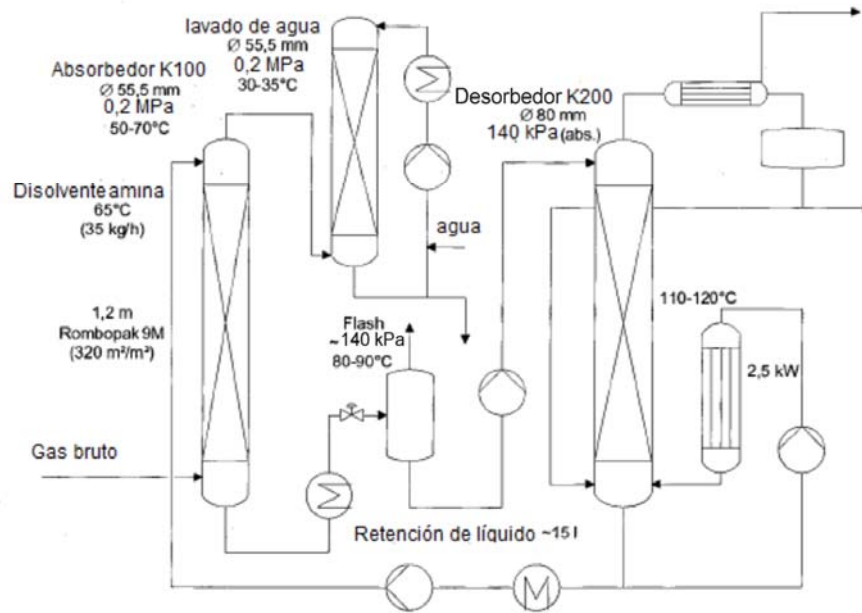 lavado de agua
Ø 55,5 mm
0,2 MPa
30-35°C
Absorbedor K100
Ø 55,5 mm
0,2 MPa
50-70°C
Desorbedor K200
Ø 80 mm
140 kPa (abs.)
Disolvente amina
65°C
(35 kg/h)
agua
1,2 m
Rombopak 9M
(320 m²/m³)
Flash
~140 kPa
80-90°C
110-120°C
2,5 kW
Gas bruto
Retención de líquido ~15 l